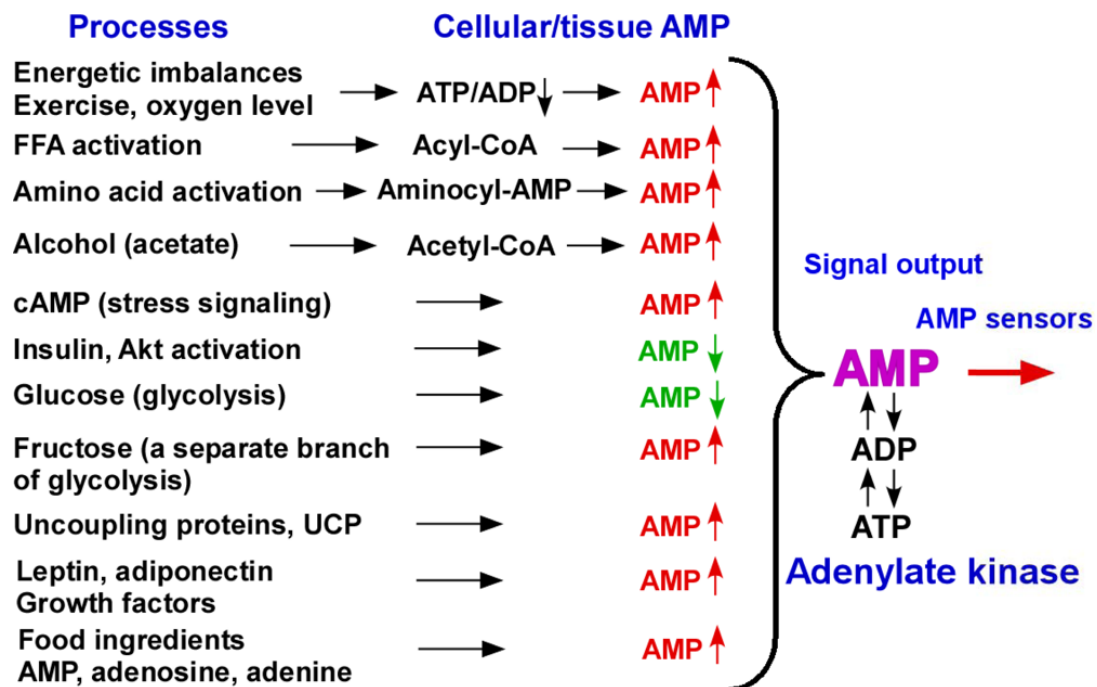 Processes
Cellular/tissue AMP
Energetic imbalances
Exercise, oxygen level
ATP/ADP
AMP
FFA activation
Acyl-CoA
AMP
Amino acid activation
Aminocyl-AMP
AMP
Alcohol (acetate)
Acetyl-CoA
AMP
cAMP (stress signaling)
AMP
Insulin, Akt activation
AMP
Glucose (glycolysis)
AMP
Fructose (a separate branch
of glycolysis)
AMP
Uncoupling proteins, UCP
AMP
Leptin, adiponectin
Growth factors
AMP
Food ingredients
AMP, adenosine, adenine
AMP
Signal output
AMP sensors
AMP
ADP
ATP
Adenylate kinase